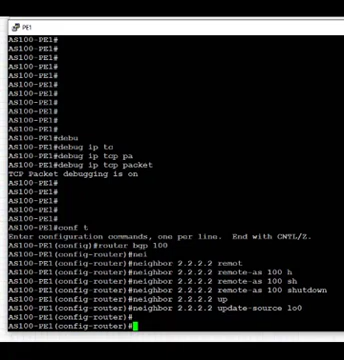 PE1
AS100-PE1#
AS100-PE1#
AS100-PE1#
AS100-PE1#
AS100-PE1#
AS100-PE1#
AS100-PE1#
AS100-PE1#
AS100-PE1#
AS100-PE1#
AS100-PE1#
AS100-PE1#debu
AS100-PE1#debug ip tc
AS100-PE1#debug ip tcp pa
AS100-PE1#debug ip tcp packet
TCP Packet debugging is on
AS100-PE1#
AS100-PE1#
AS100-PE1#
AS100-PE1#
AS100-PE1#
AS100-PE1#conf t
Enter configuration commands, one per line. End with CNTL/Z.
AS100-PE1(config)#router bgp 100
AS100-PE1(config-router)#nei
AS100-PE1(config-router)#neighbor 2.2.2.2 remot
AS100-PE1(config-router)#neighbor 2.2.2.2 remote-as 100 h
AS100-PE1(config-router)#neighbor 2.2.2.2 remote-as 100 sh
AS100-PE1(config-router)#neighbor 2.2.2.2 remote-as 100 shutdown
AS100-PE1(config-router)#neighbor 2.2.2.2 up
AS100-PE1(config-router)#neighbor 2.2.2.2 update-source lo0
AS100-PE1(config-router)#
AS100-PE1(config-router)#